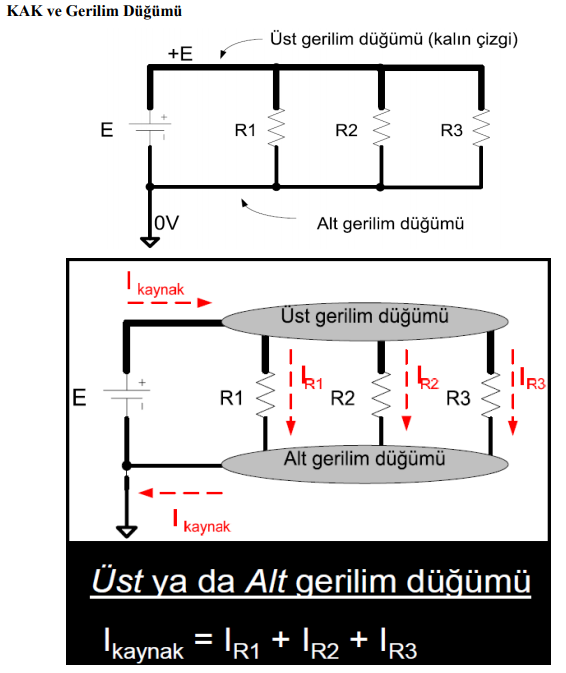 KAK ve Gerilim Düğümü
Üst gerilim düğümü (kalın çizgi)
+E
+
E
R1
R2
R3
0V
Alt gerilim düğümü
I kaynak
Üst gerilim düğümü
+
E
R1
IR1
R2
IR2
R3
IR3
Alt gerilim düğümü
I kaynak
Üst ya da Alt gerilim düğümü
Ikaynak = IR1 + IR2 + IR3